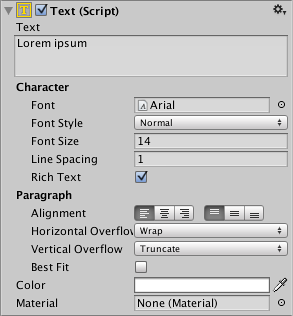 Text (Script)
Text
Lorem ipsum
Character
Font Arial
Font Style Normal
Font Size 14
Line Spacing 1
Rich Text
Paragraph
Alignment
Horizontal Overflow Wrap
Vertical Overflow Truncate
Best Fit
Color
Material None (Material)